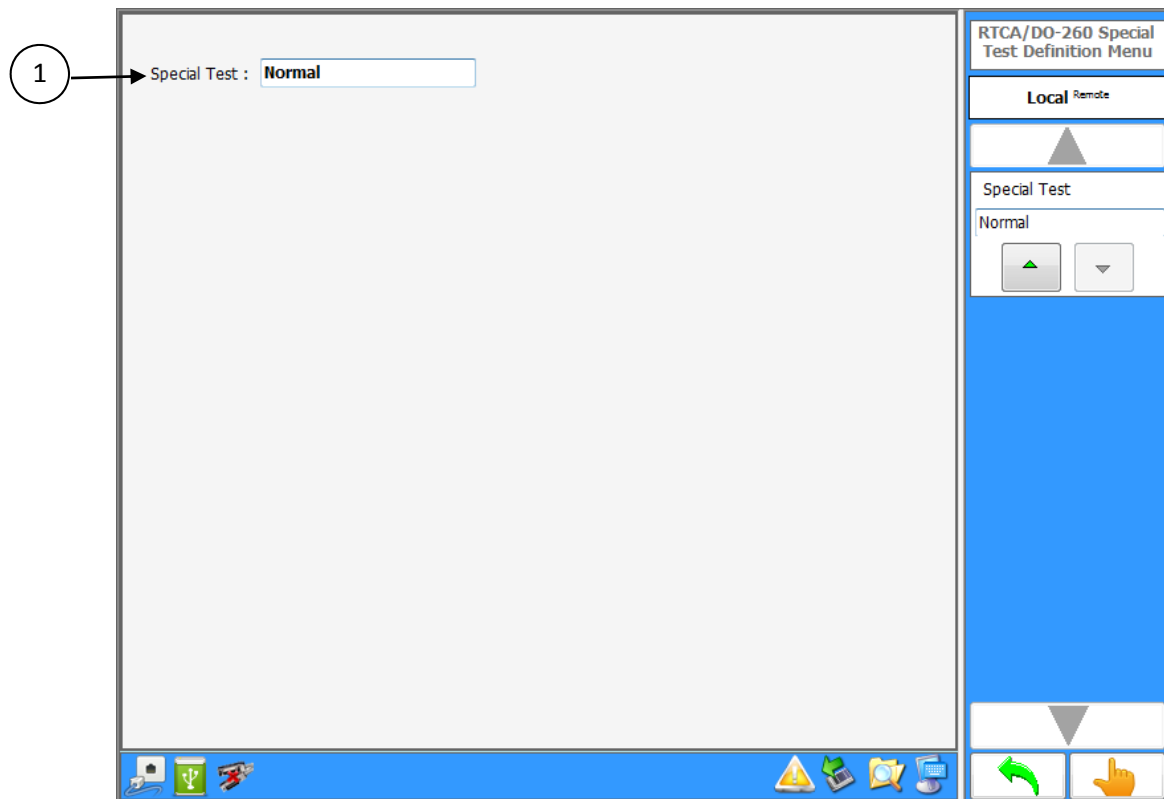 1
Special Test : Normal
RTCA/DO-260 Special
Test Definition Menu
Local Remote
Special Test
Normal